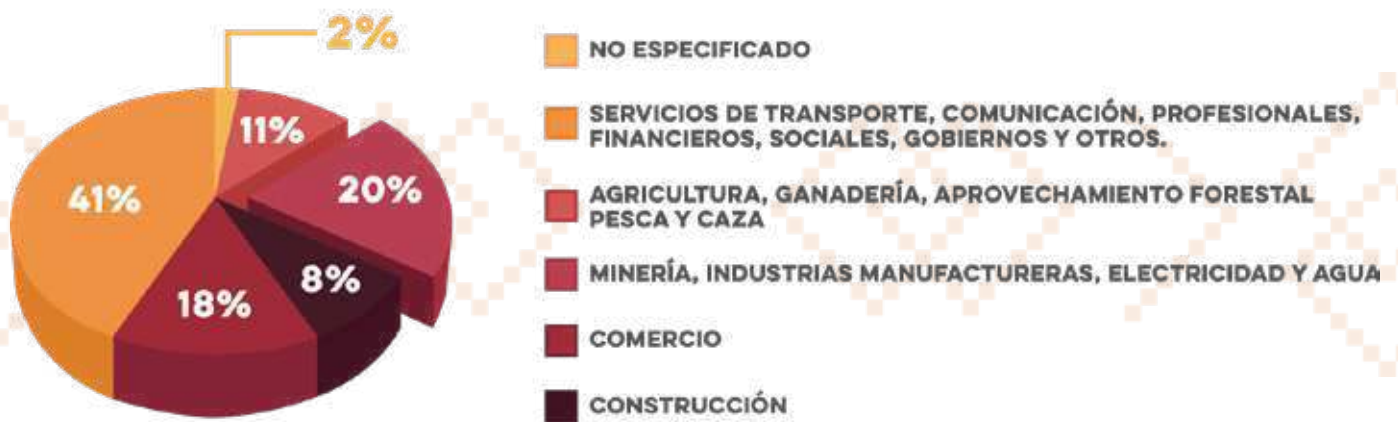 2%
11%
20%
41%
8%
18%
NO ESPECIFICADO
SERVICIOS DE TRANSPORTE, COMUNICACIÓN, PROFESIONALES,
FINANCIEROS, SOCIALES, GOBIERNOS Y OTROS.
AGRICULTURA, GANADERÍA, APROVECHAMIENTO FORESTAL
PESCA Y CAZA
MINERÍA, INDUSTRIAS MANUFACTURERAS, ELECTRICIDAD Y AGUA
COMERCIO
CONSTRUCCIÓN